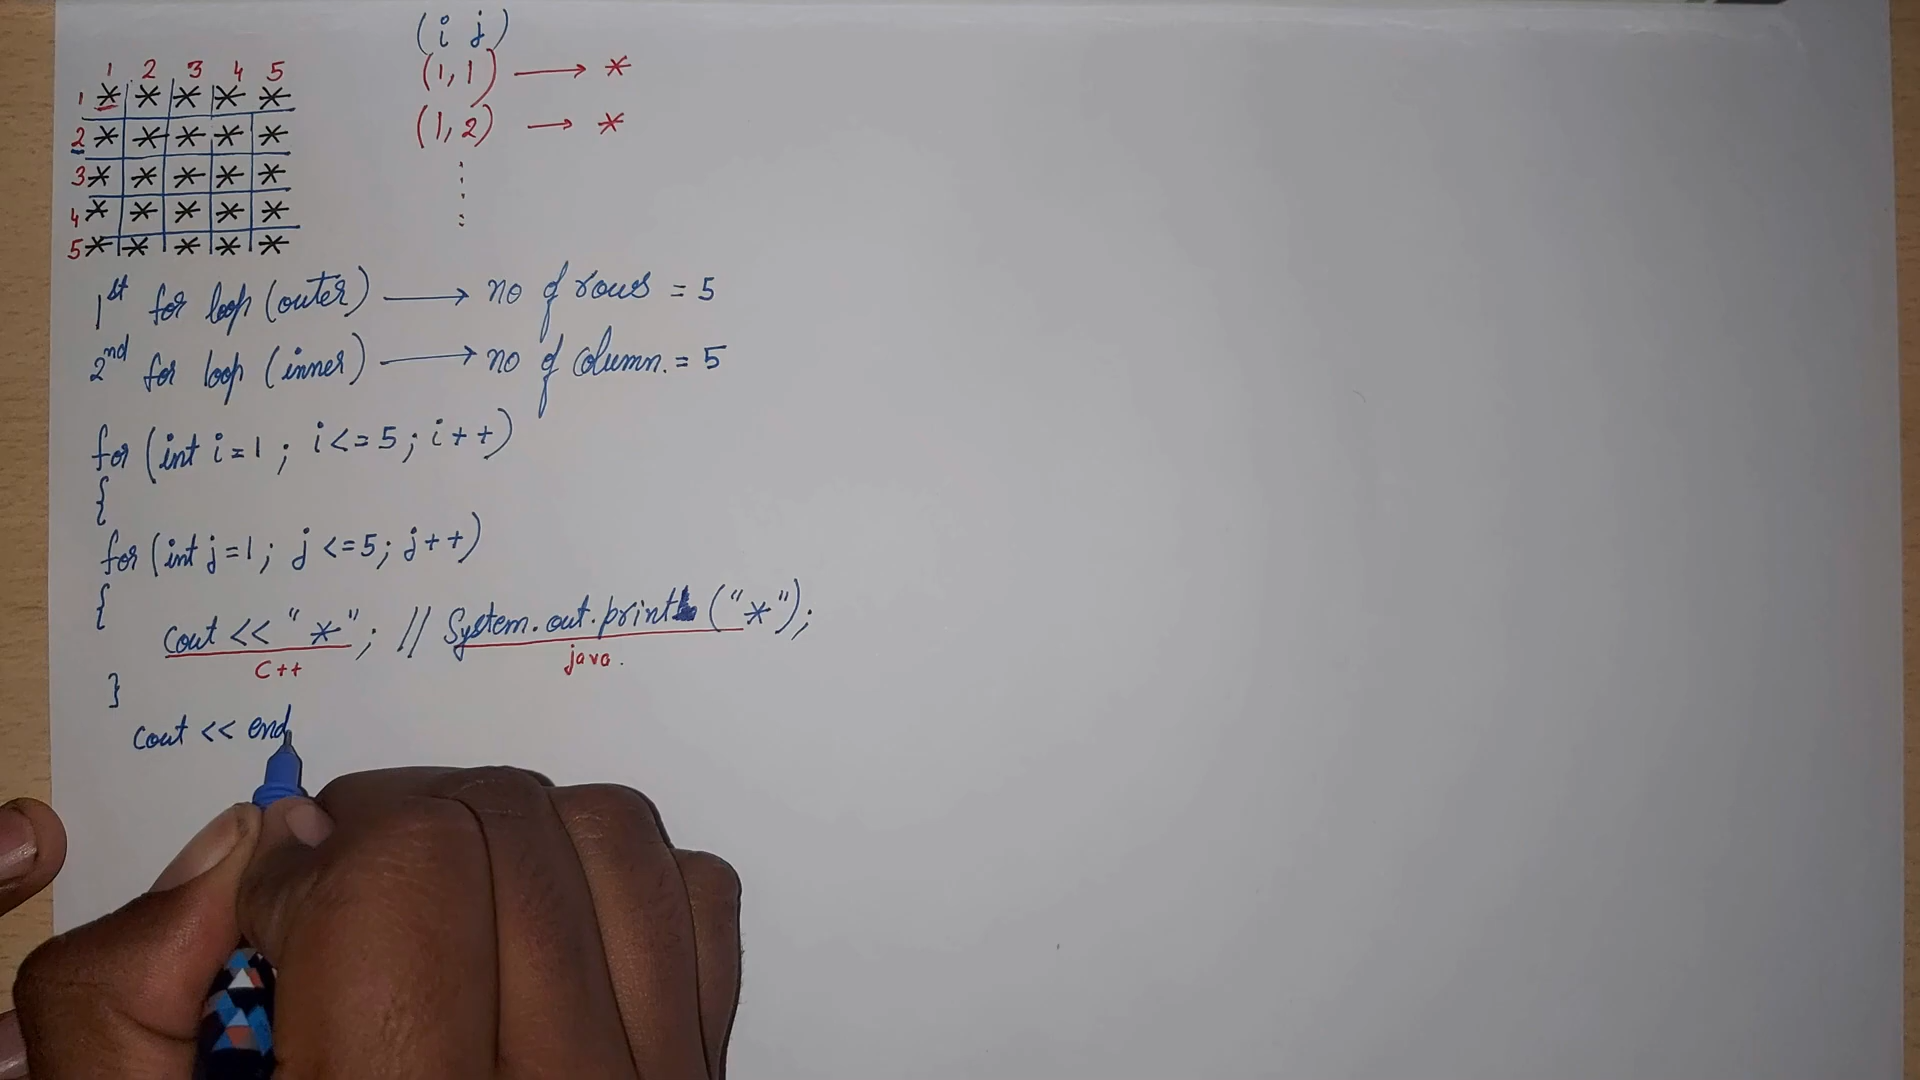 (i j)
1 2 3 4 5
1 * * * * *
(1,1) → *
2 * * * * *
(1,2) → *
3 * * * * *
4 * * * * *
5 * * * * *
1st for loop (outer) → no of rows = 5
2nd for loop (inner) → no of column. = 5
for (int i=1 ; i<=5 ; i++)
{
for (int j=1 ; j <=5; j++)
{
cout << "*"; // System.out.print ("*");
C++ java.
}
cout << end